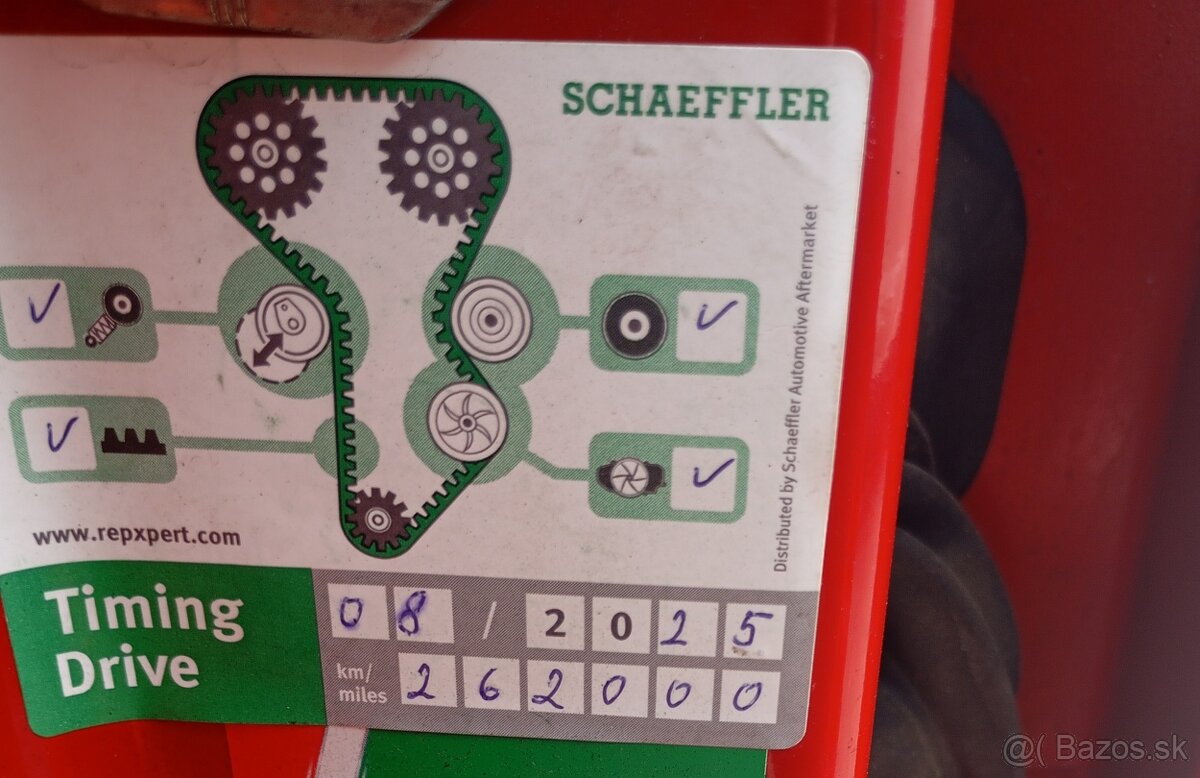 SCHAEFFLER
Distributed by Schaeffler Automotive Aftermarket
www.repxpert.com
Timing
Drive
08 / 2025
km/
miles
262000
@( Bazos.sk